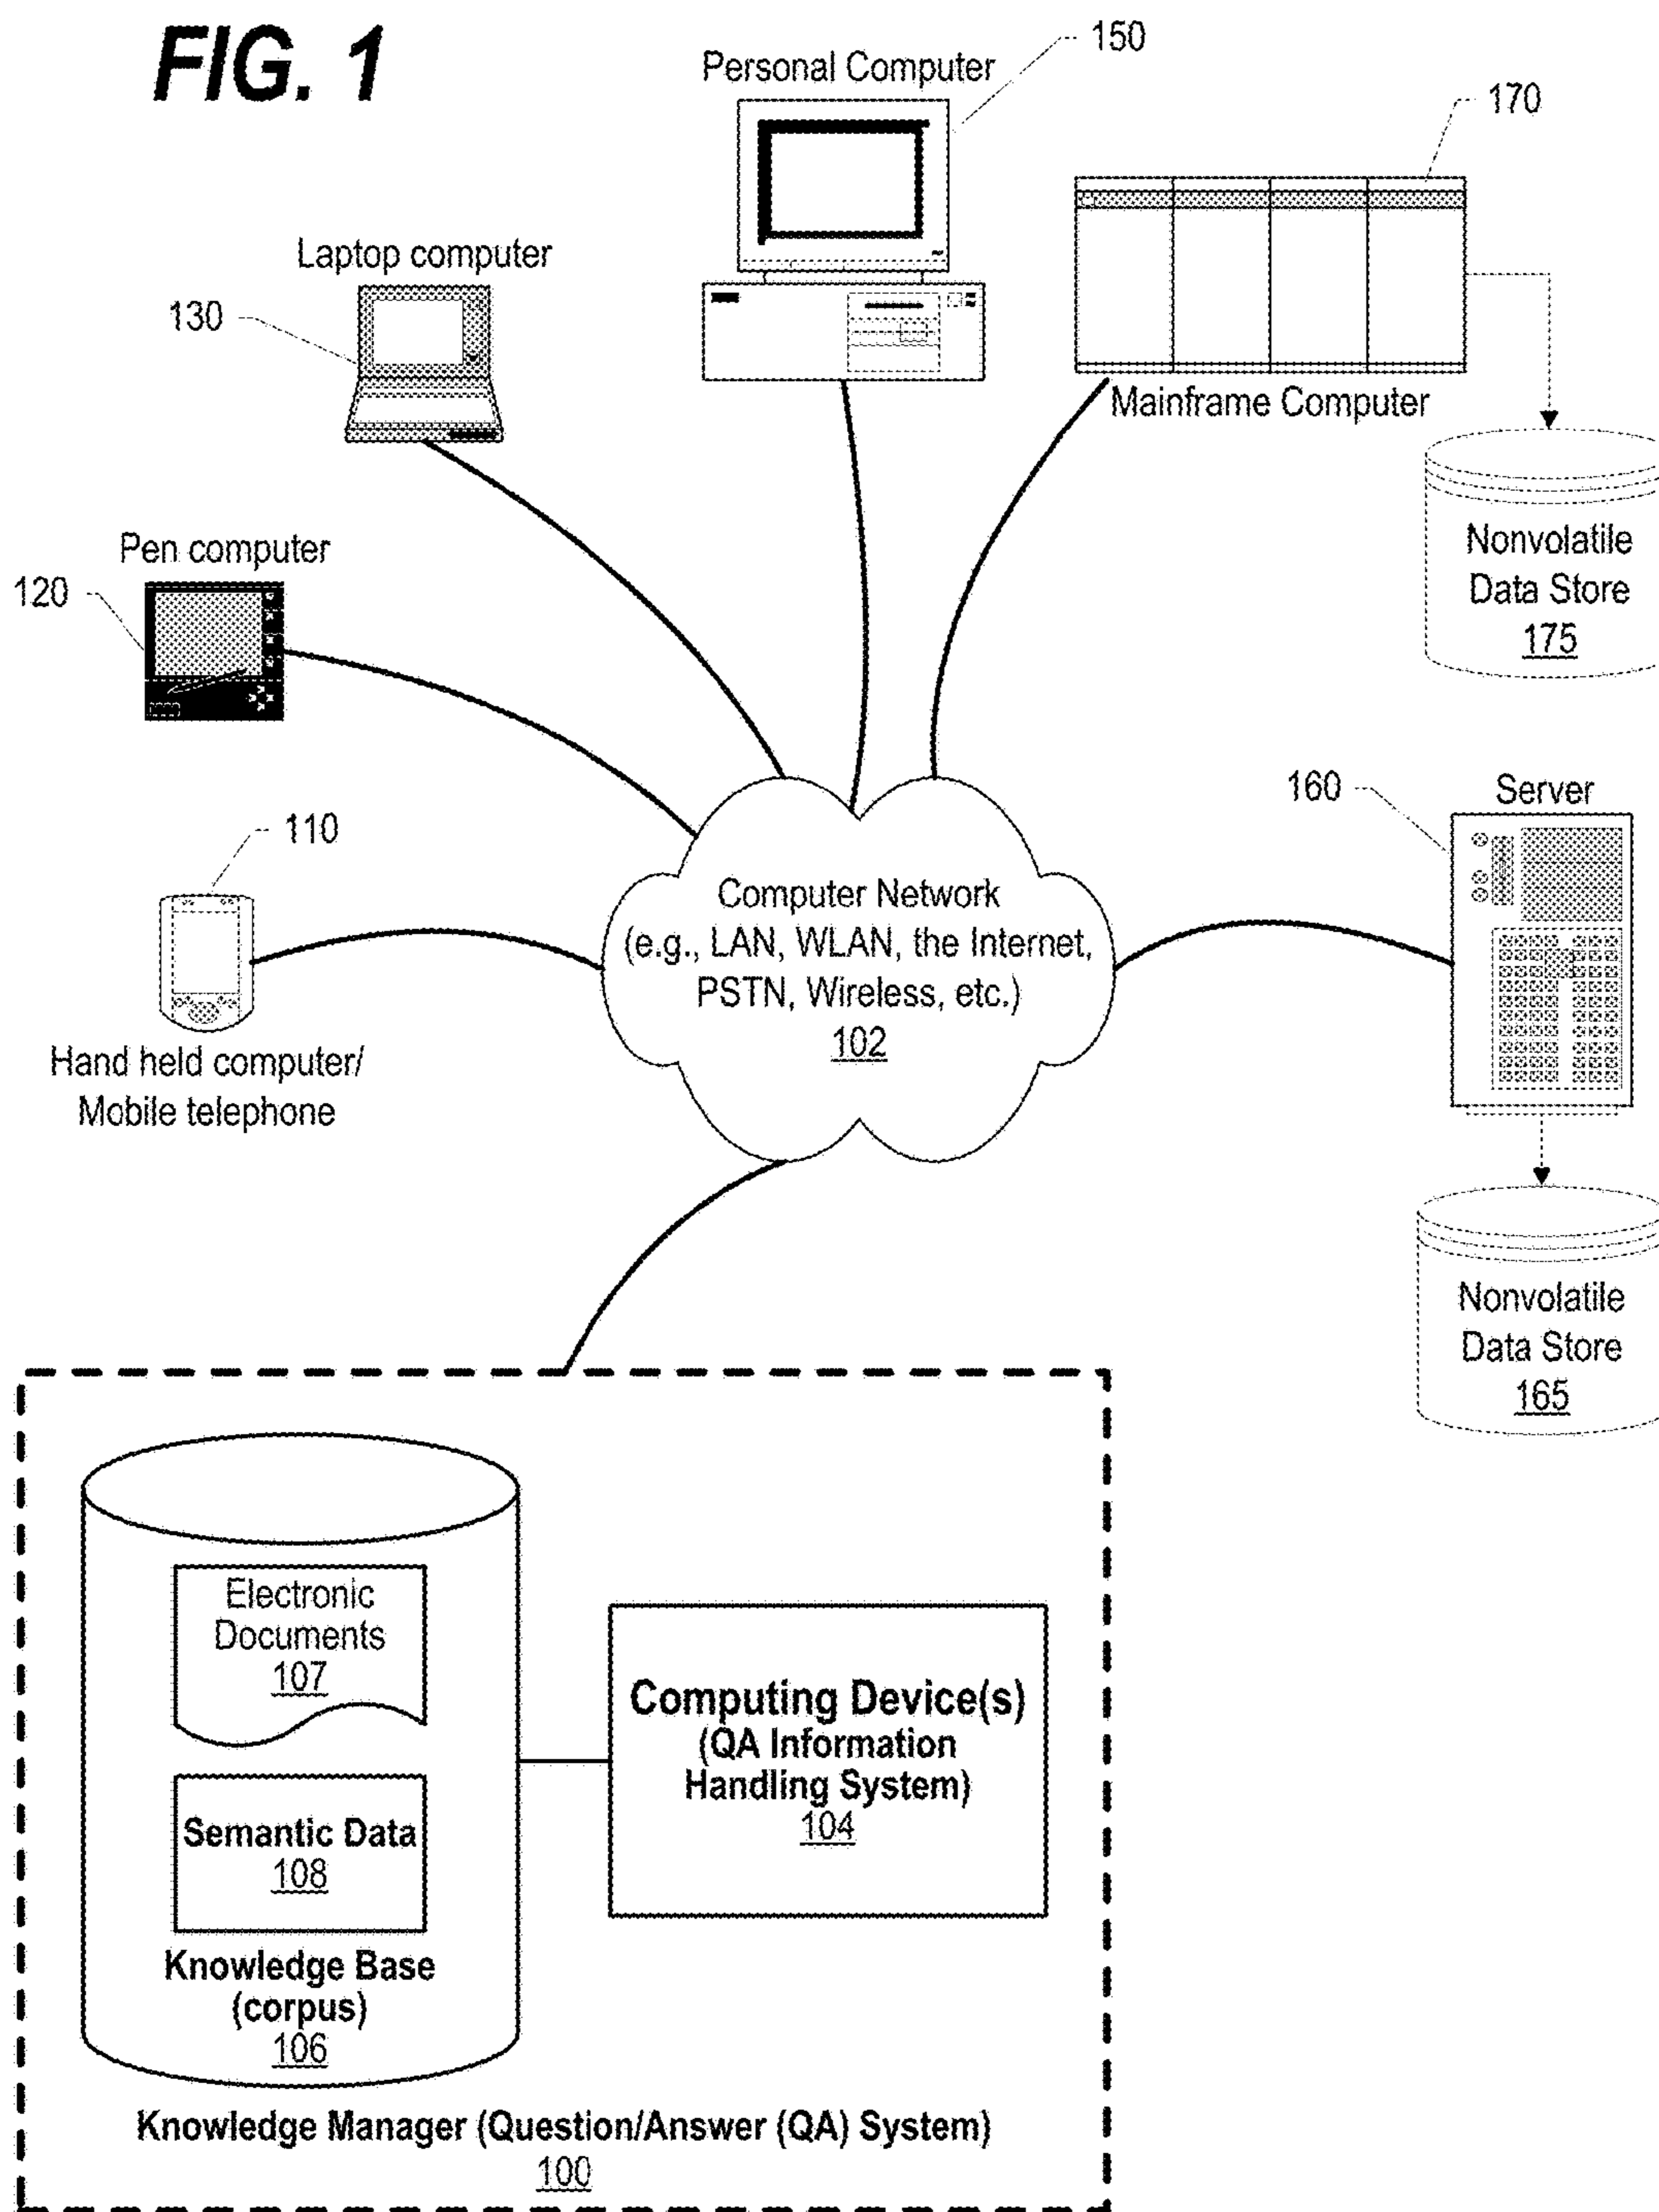 FIG. 1
Personal Computer
150
170
Laptop computer
130
Mainframe Computer
Pen computer
120
Nonvolatile
Data Store
175
110
160
Server
Computer Network
(e.g., LAN, WLAN, the Internet,
PSTN, Wireless, etc.)
102
Hand held computer/
Mobile telephone
Nonvolatile
Data Store
165
Electronic
Documents
107
Semantic Data
108
Knowledge Base
(corpus)
106
Computing Device(s)
(QA Information
Handling System)
104
Knowledge Manager (Question/Answer (QA) System)
100